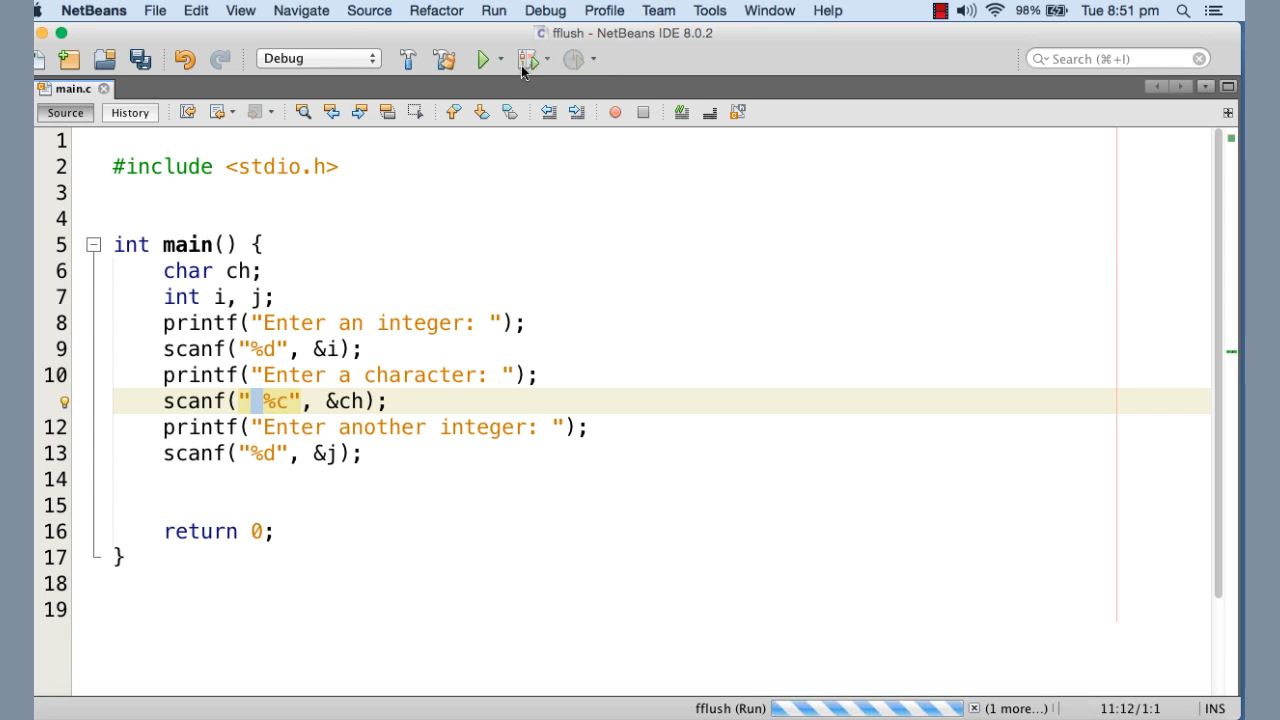 NetBeans File Edit View Navigate Source Refactor Run Debug Profile Team Tools Window Help 98% Tue 8:51 pm
fflush - NetBeans IDE 8.0.2
Debug Search (⌘+I)
main.c
Source History
1
2 #include <stdio.h>
3
4
5 int main() {
6 char ch;
7 int i, j;
8 printf("Enter an integer: ");
9 scanf("%d", &i);
10 printf("Enter a character: ");
scanf(" %c", &ch);
12 printf("Enter another integer: ");
13 scanf("%d", &j);
14
15
16 return 0;
17 }
18
19
fflush (Run) (1 more...) 11:12/1:1 INS